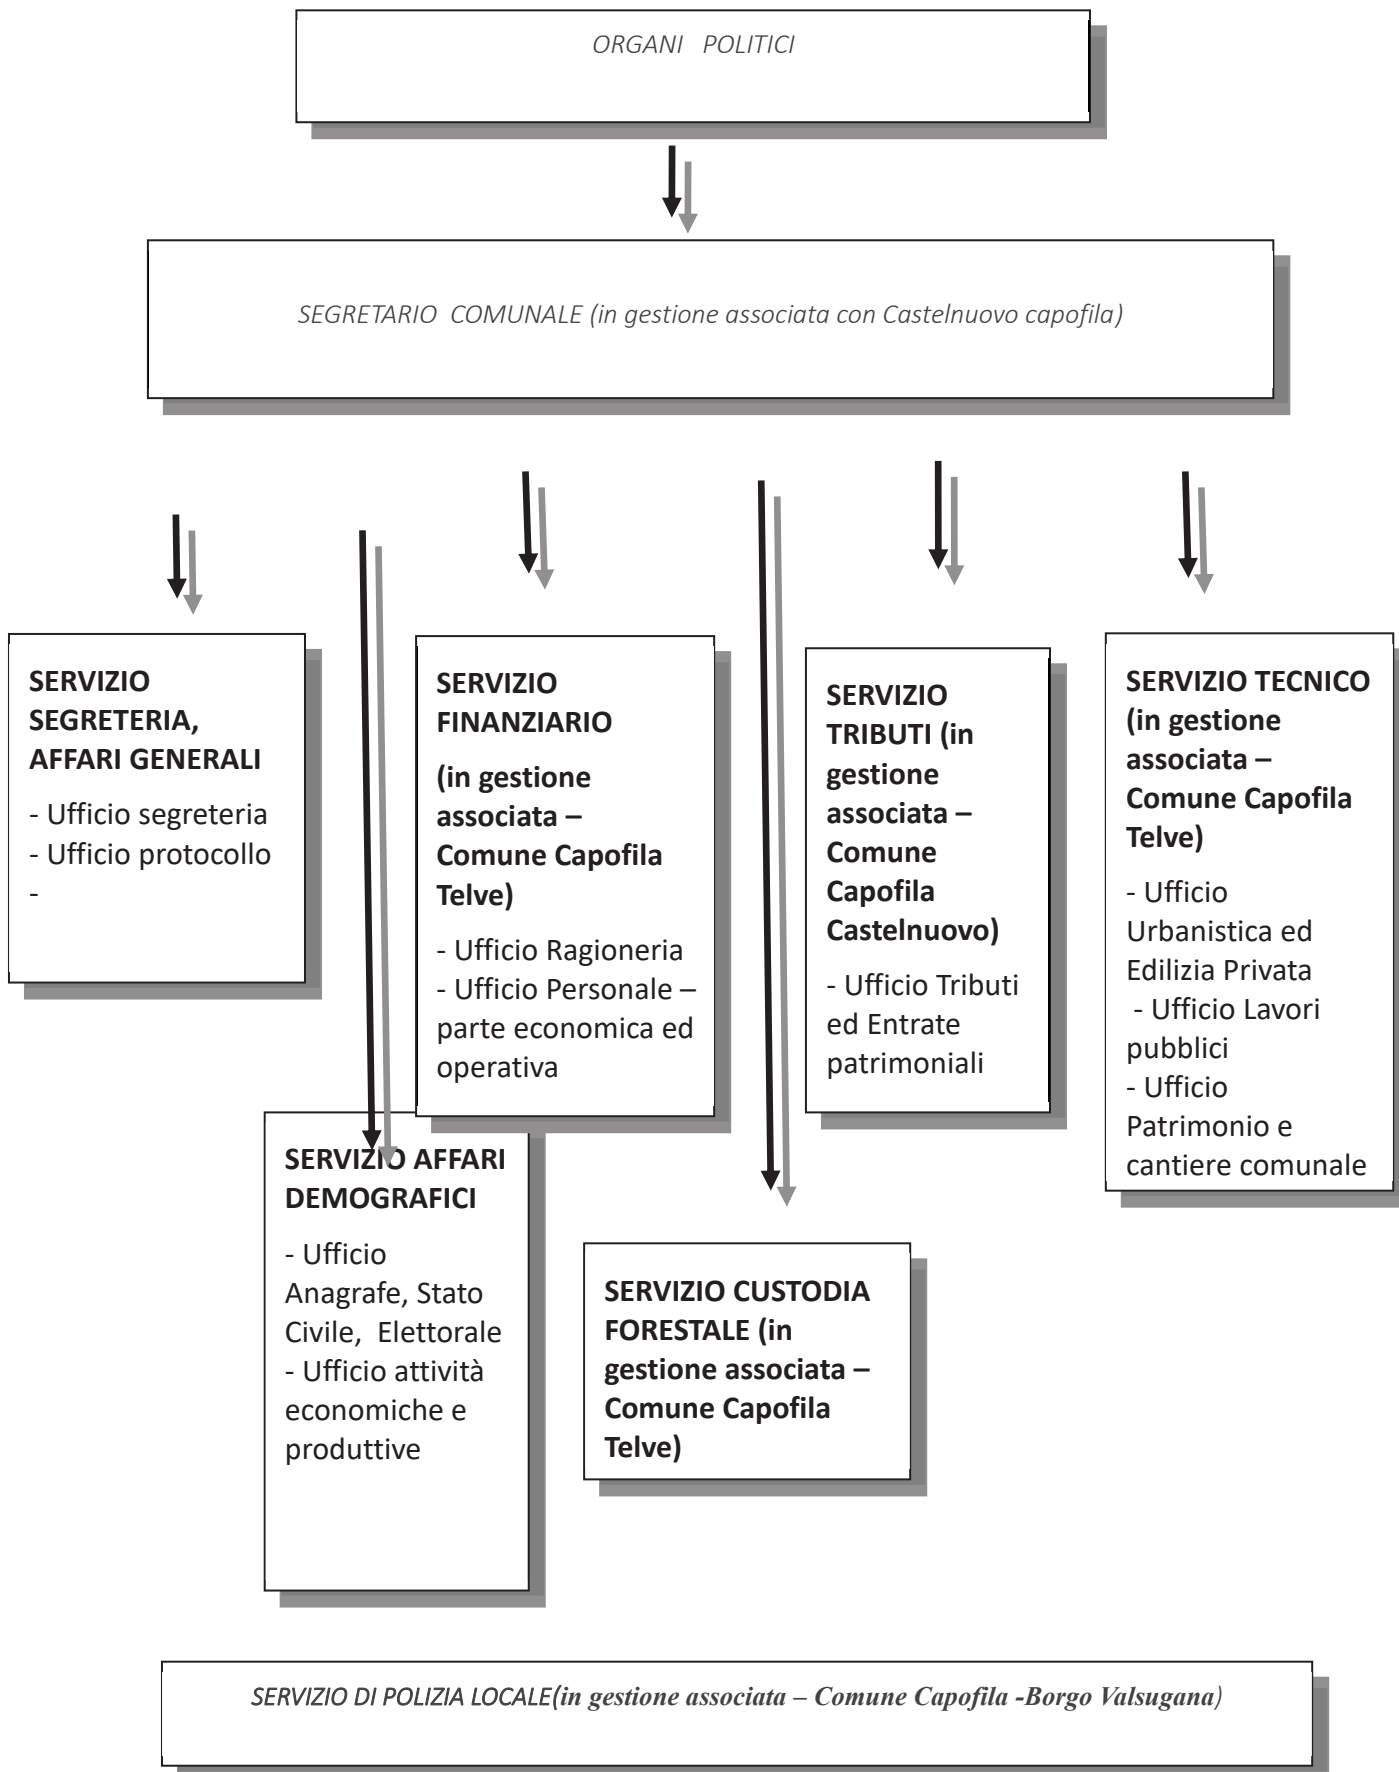 ORGANI POLITICI
SEGRETARIO COMUNALE (in gestione associata con Castelnuovo capofila)
SERVIZIO
SEGRETERIA,
AFFARI GENERALI
- Ufficio segreteria
- Ufficio protocollo
-
SERVIZIO
FINANZIARIO
(in gestione
associata –
Comune Capofila
Telve)
- Ufficio Ragioneria
- Ufficio Personale –
parte economica ed
operativa
SERVIZIO
TRIBUTI (in
gestione
associata –
Comune
Capofila
Castelnuovo)
- Ufficio Tributi
ed Entrate
patrimoniali
SERVIZIO TECNICO
(in gestione
associata –
Comune Capofila
Telve)
- Ufficio
Urbanistica ed
Edilizia Privata
- Ufficio Lavori
pubblici
- Ufficio
Patrimonio e
cantiere comunale
SERVIZIO AFFARI
DEMOGRAFICI
- Ufficio
Anagrafe, Stato
Civile, Elettorale
- Ufficio attività
economiche e
produttive
SERVIZIO CUSTODIA
FORESTALE (in
gestione associata –
Comune Capofila
Telve)
SERVIZIO DI POLIZIA LOCALE(in gestione associata – Comune Capofila -Borgo Valsugana)